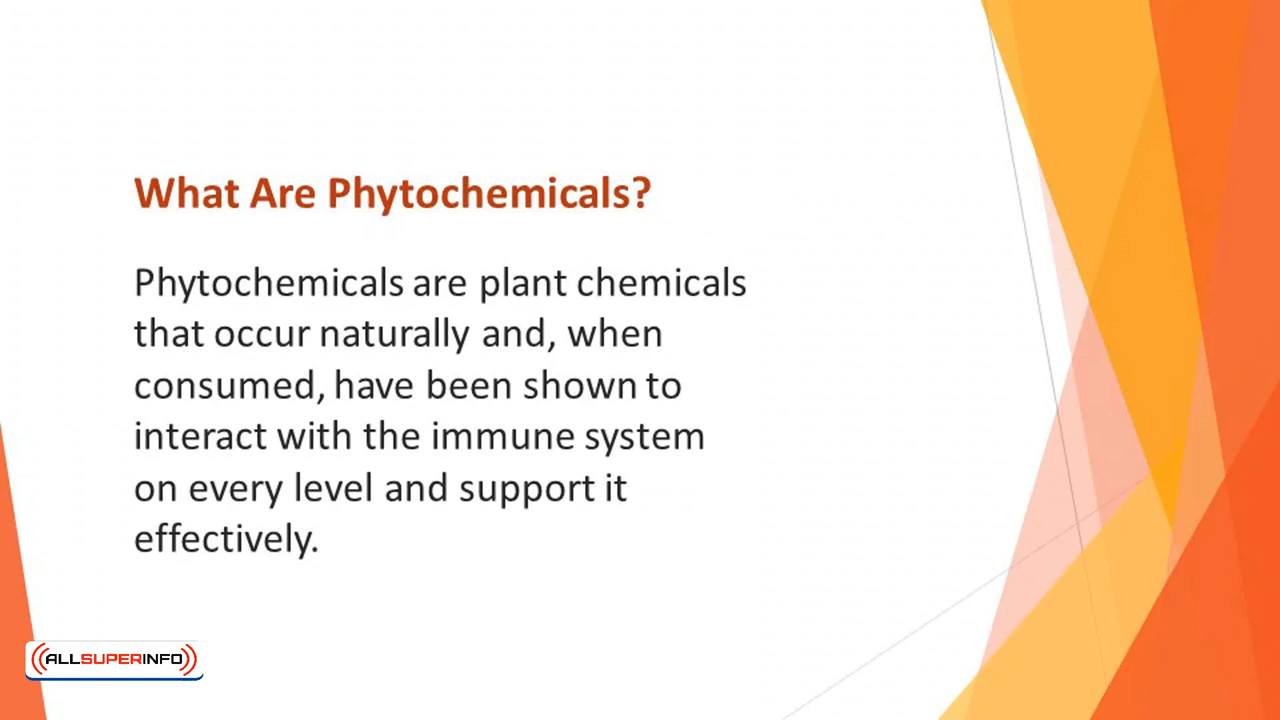 What Are Phytochemicals?
Phytochemicals are plant chemicals
that occur naturally and, when
consumed, have been shown to
interact with the immune system
on every level and support it
effectively.
ALLSUPERINFO